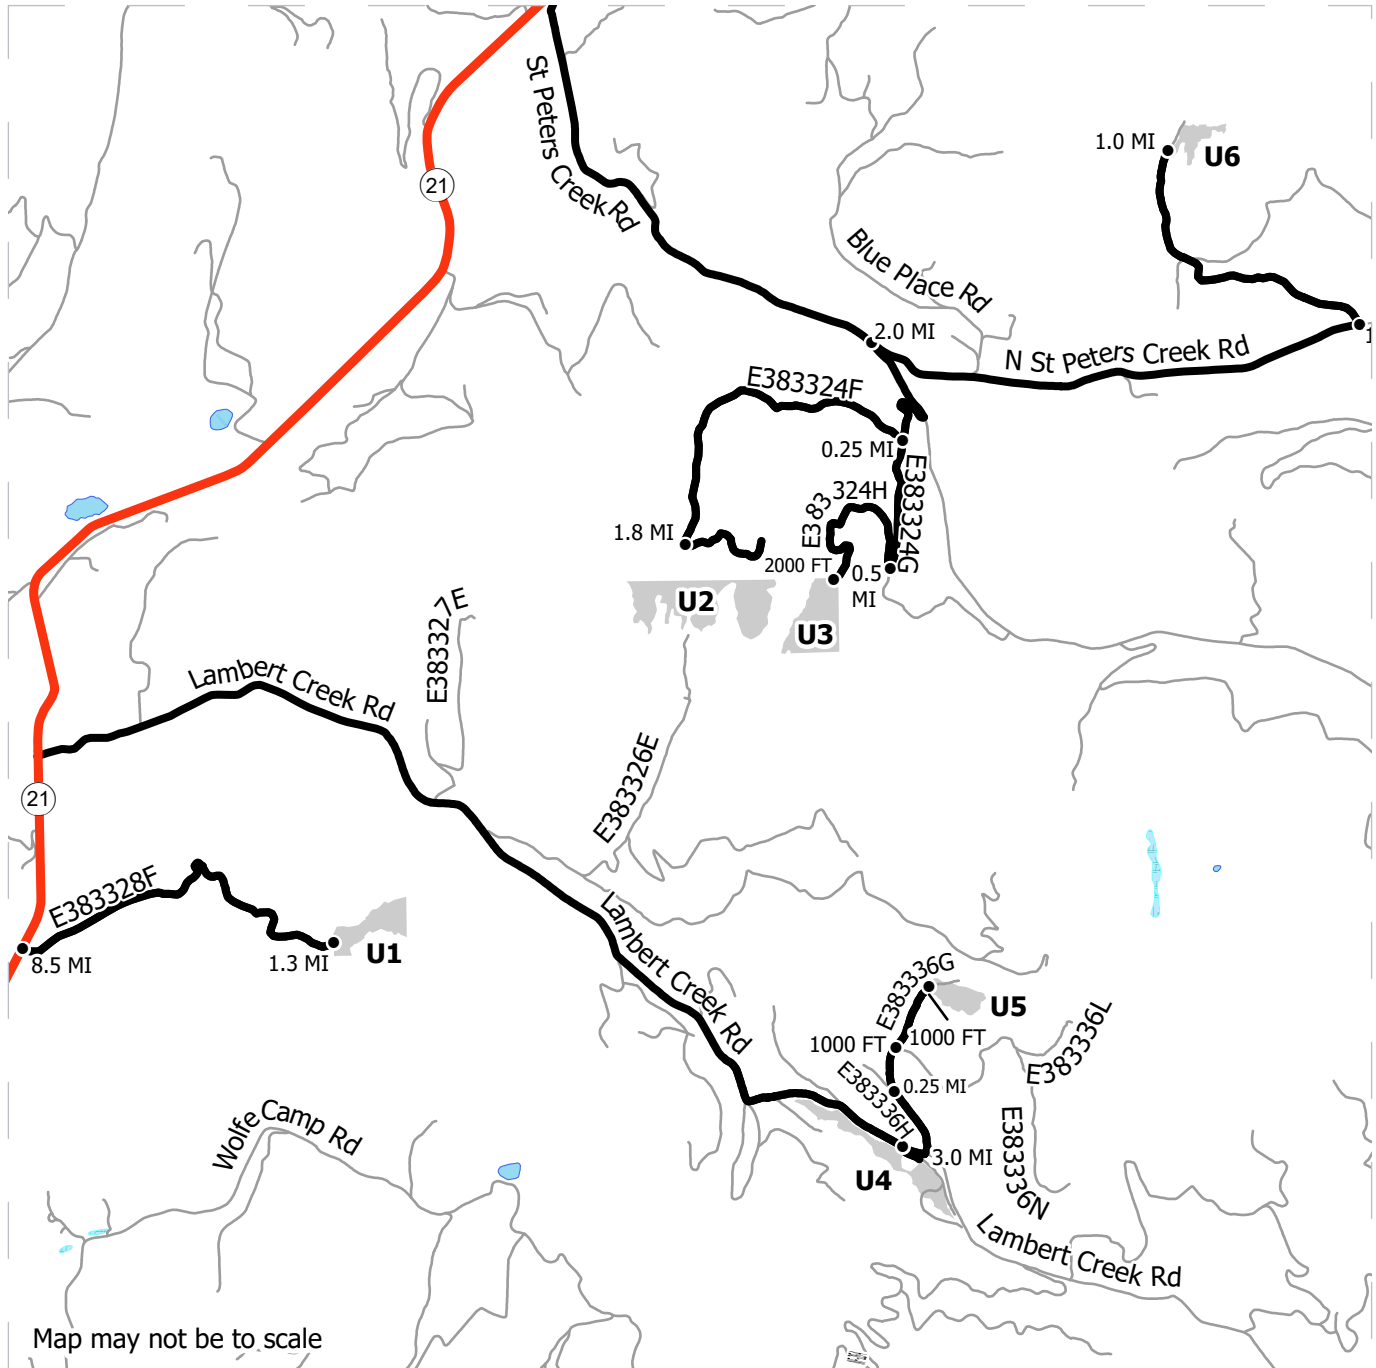 St Peters Creek Rd
21
1.0 MI
U6
Blue Place Rd
2.0 MI
N St Peters Creek Rd
1
E383324F
0.25 MI
E383324G
E383324H
1.8 MI
2000 FT
0.5
MI
U2
U3
E383327E
Lambert Creek Rd
E383326E
21
E383328F
8.5 MI
1.3 MI
U1
Lambert Creek Rd
E383336G
U5
1000 FT
1000 FT
E383336L
0.25 MI
E383336H
E383336N
3.0 MI
U4
Wolfe Camp Rd
Lambert Creek Rd
Map may not be to scale